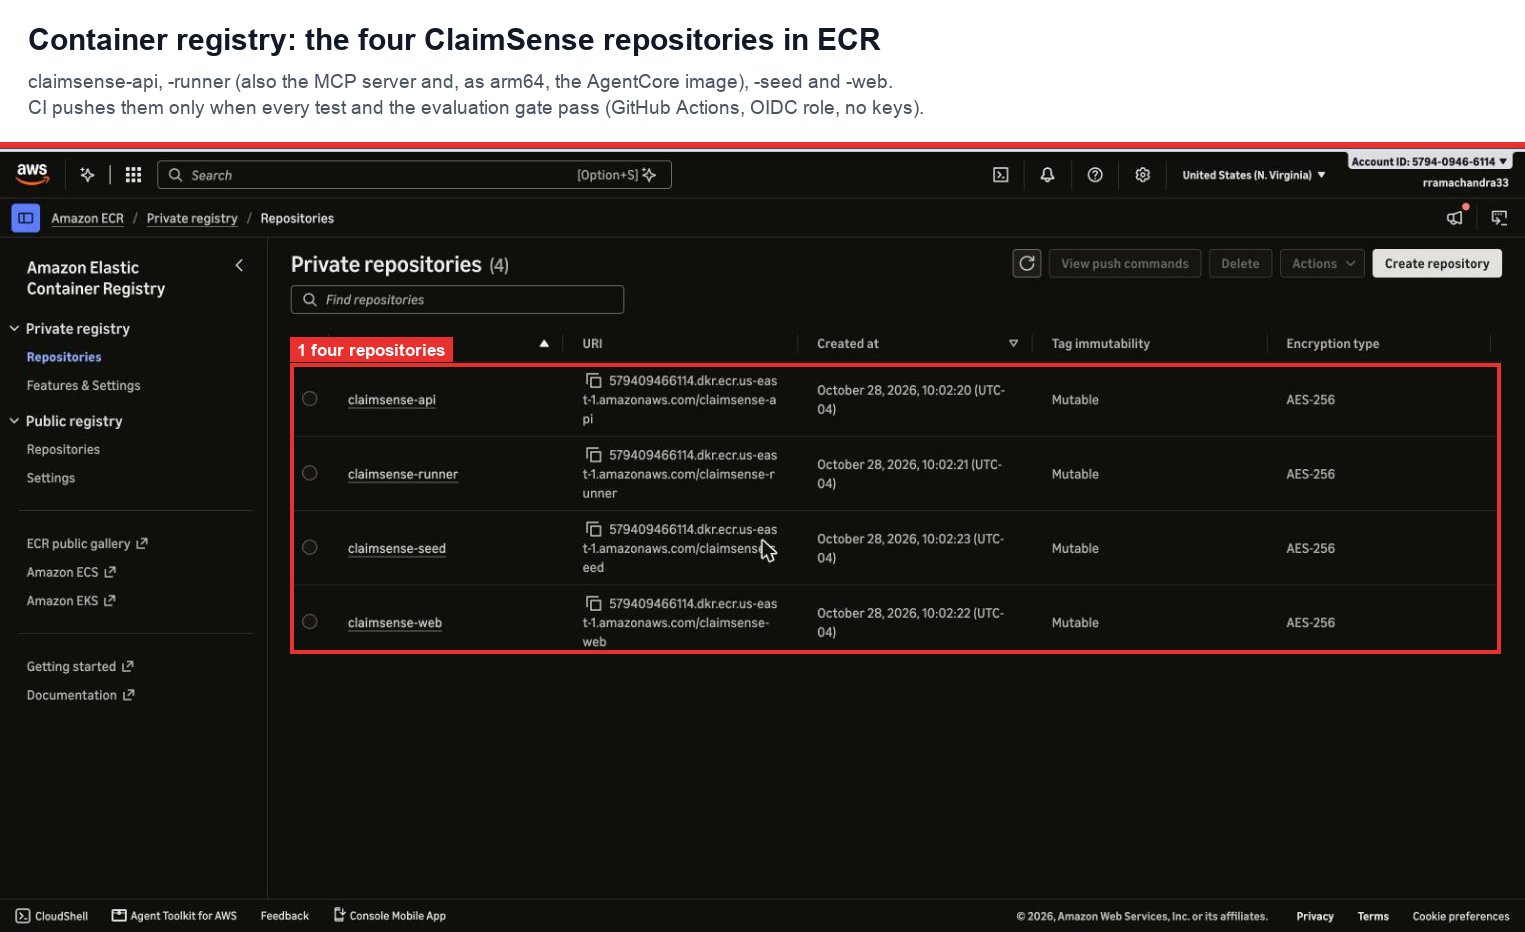 Container registry: the four ClaimSense repositories in ECR
claimsense-api, -runner (also the MCP server and, as arm64, the AgentCore image), -seed and -web.
CI pushes them only when every test and the evaluation gate pass (GitHub Actions, OIDC role, no keys).
aws
Search
[Option+S]
United States (N. Virginia)
Account ID: 5794-0946-6114
rramachandra33
Amazon ECR / Private registry / Repositories
Amazon Elastic
Container Registry
Private registry
Repositories
Features & Settings
Public registry
Repositories
Settings
ECR public gallery
Amazon ECS
Amazon EKS
Getting started
Documentation
Private repositories (4)
View push commands
Delete
Actions
Create repository
Find repositories
1 four repositories
URI
Created at
Tag immutability
Encryption type
claimsense-api
579409466114.dkr.ecr.us-eas
t-1.amazonaws.com/claimsense-a
pi
October 28, 2026, 10:02:20 (UTC-
04)
Mutable
AES-256
claimsense-runner
579409466114.dkr.ecr.us-eas
t-1.amazonaws.com/claimsense-r
unner
October 28, 2026, 10:02:21 (UTC-
04)
Mutable
AES-256
claimsense-seed
579409466114.dkr.ecr.us-eas
t-1.amazonaws.com/claimsense-s
eed
October 28, 2026, 10:02:23 (UTC-
04)
Mutable
AES-256
claimsense-web
579409466114.dkr.ecr.us-eas
t-1.amazonaws.com/claimsense-
web
October 28, 2026, 10:02:22 (UTC-
04)
Mutable
AES-256
CloudShell
Agent Toolkit for AWS
Feedback
Console Mobile App
© 2026, Amazon Web Services, Inc. or its affiliates.
Privacy
Terms
Cookie preferences